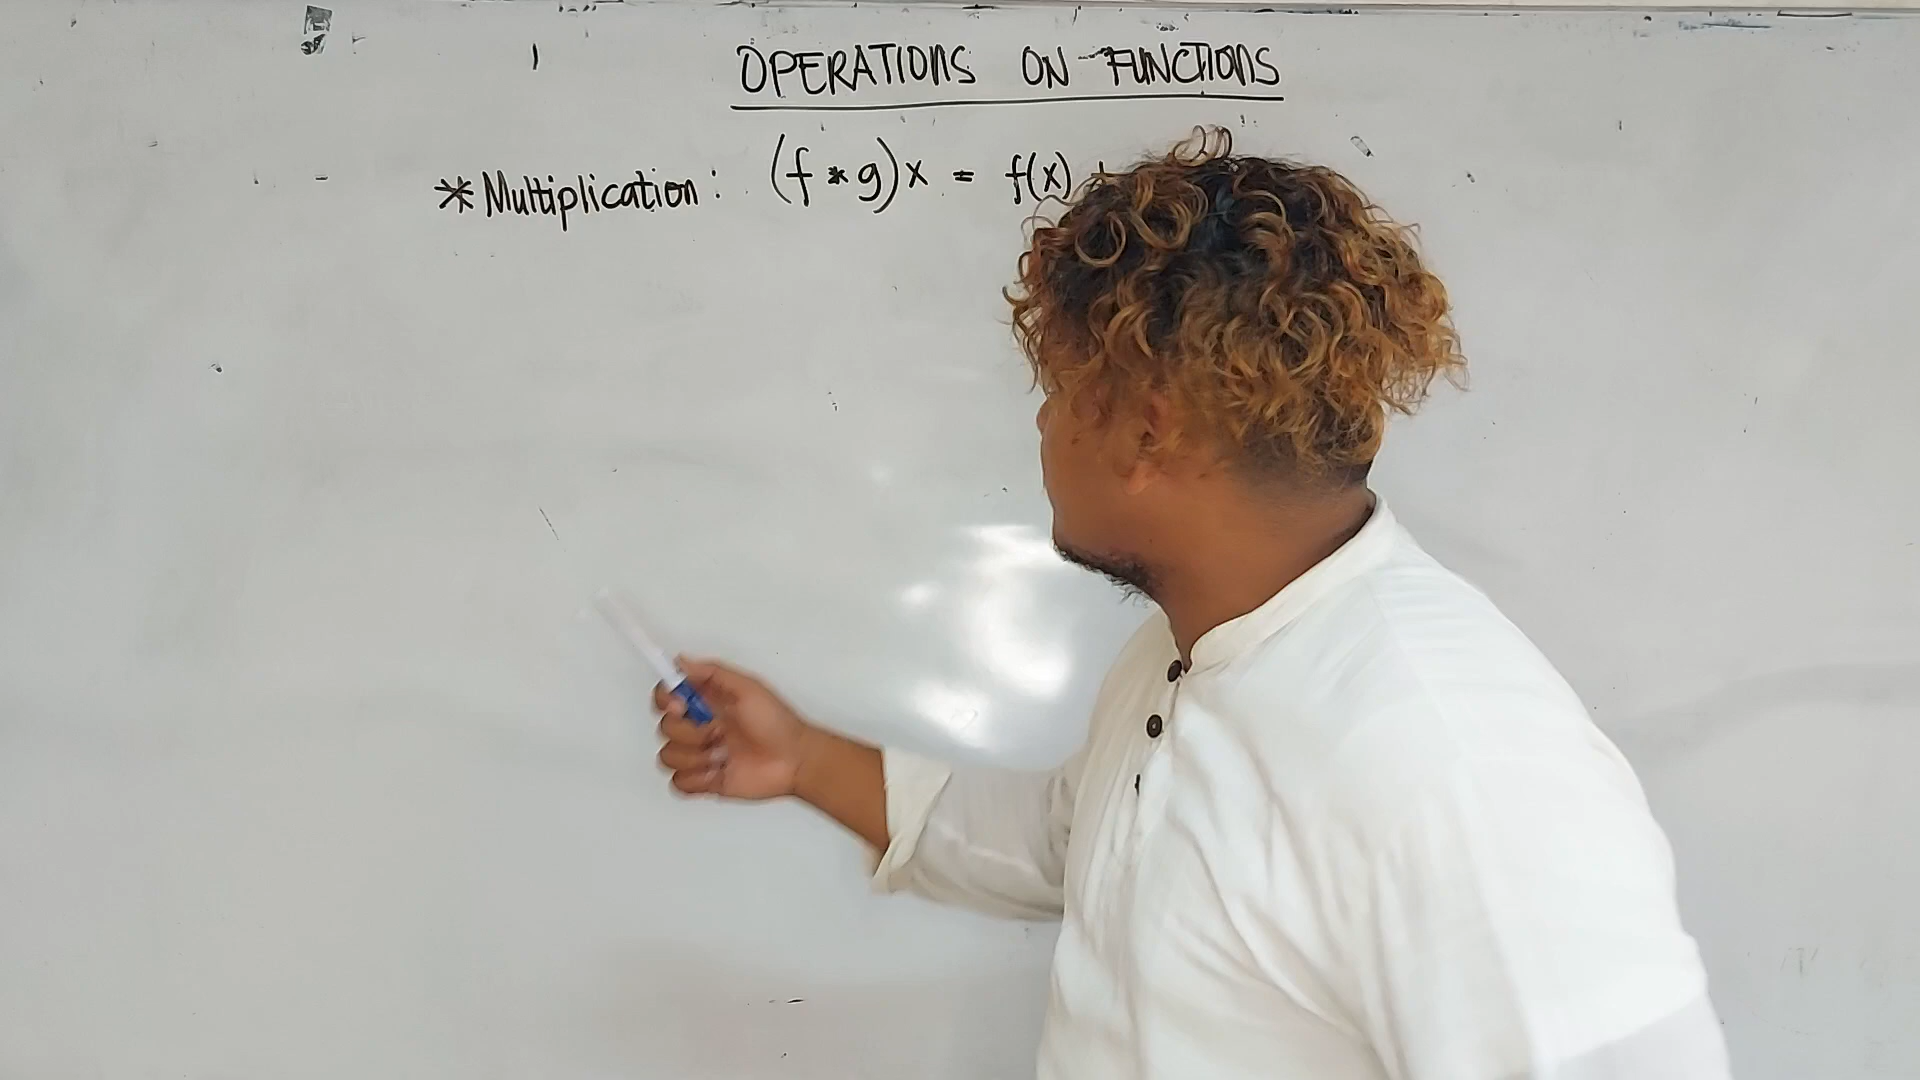 OPERATIONS ON FUNCTIONS
* Multiplication: (f * g)x = f(x)